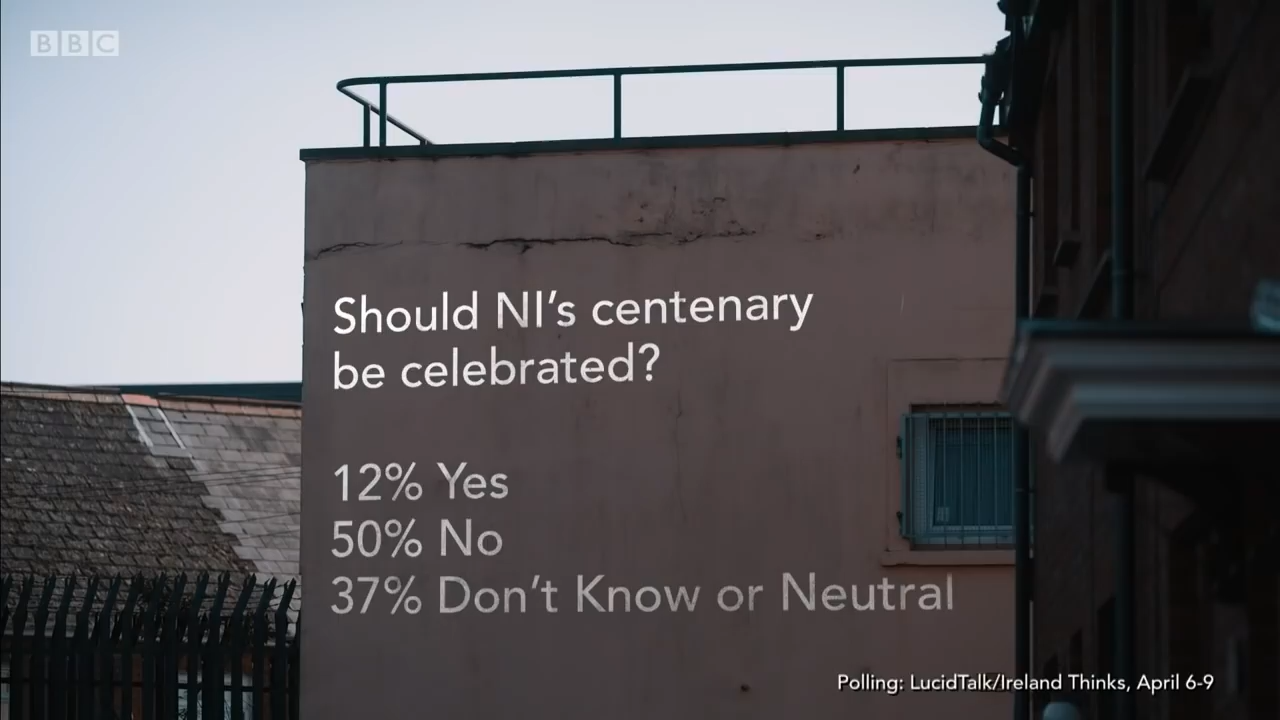 BBC
Should NI's centenary
be celebrated?
12% Yes
50% No
37% Don't Know or Neutral
Polling: LucidTalk/Ireland Thinks, April 6-9